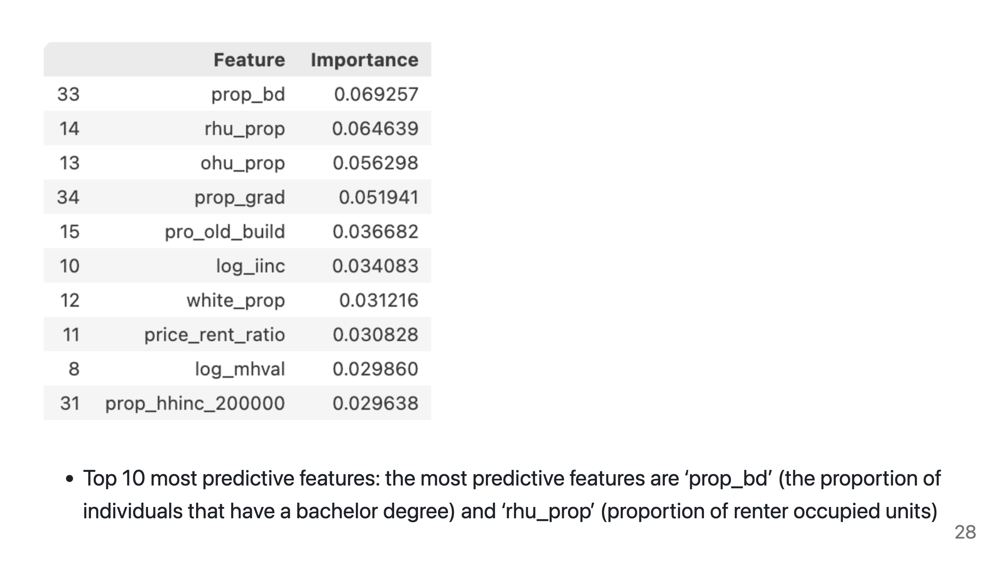 Feature Importance
33 prop_bd 0.069257
14 rhu_prop 0.064639
13 ohu_prop 0.056298
34 prop_grad 0.051941
15 pro_old_build 0.036682
10 log_iinc 0.034083
12 white_prop 0.031216
11 price_rent_ratio 0.030828
8 log_mhval 0.029860
31 prop_hhinc_200000 0.029638
• Top 10 most predictive features: the most predictive features are ‘prop_bd’ (the proportion of
individuals that have a bachelor degree) and ‘rhu_prop’ (proportion of renter occupied units)
28